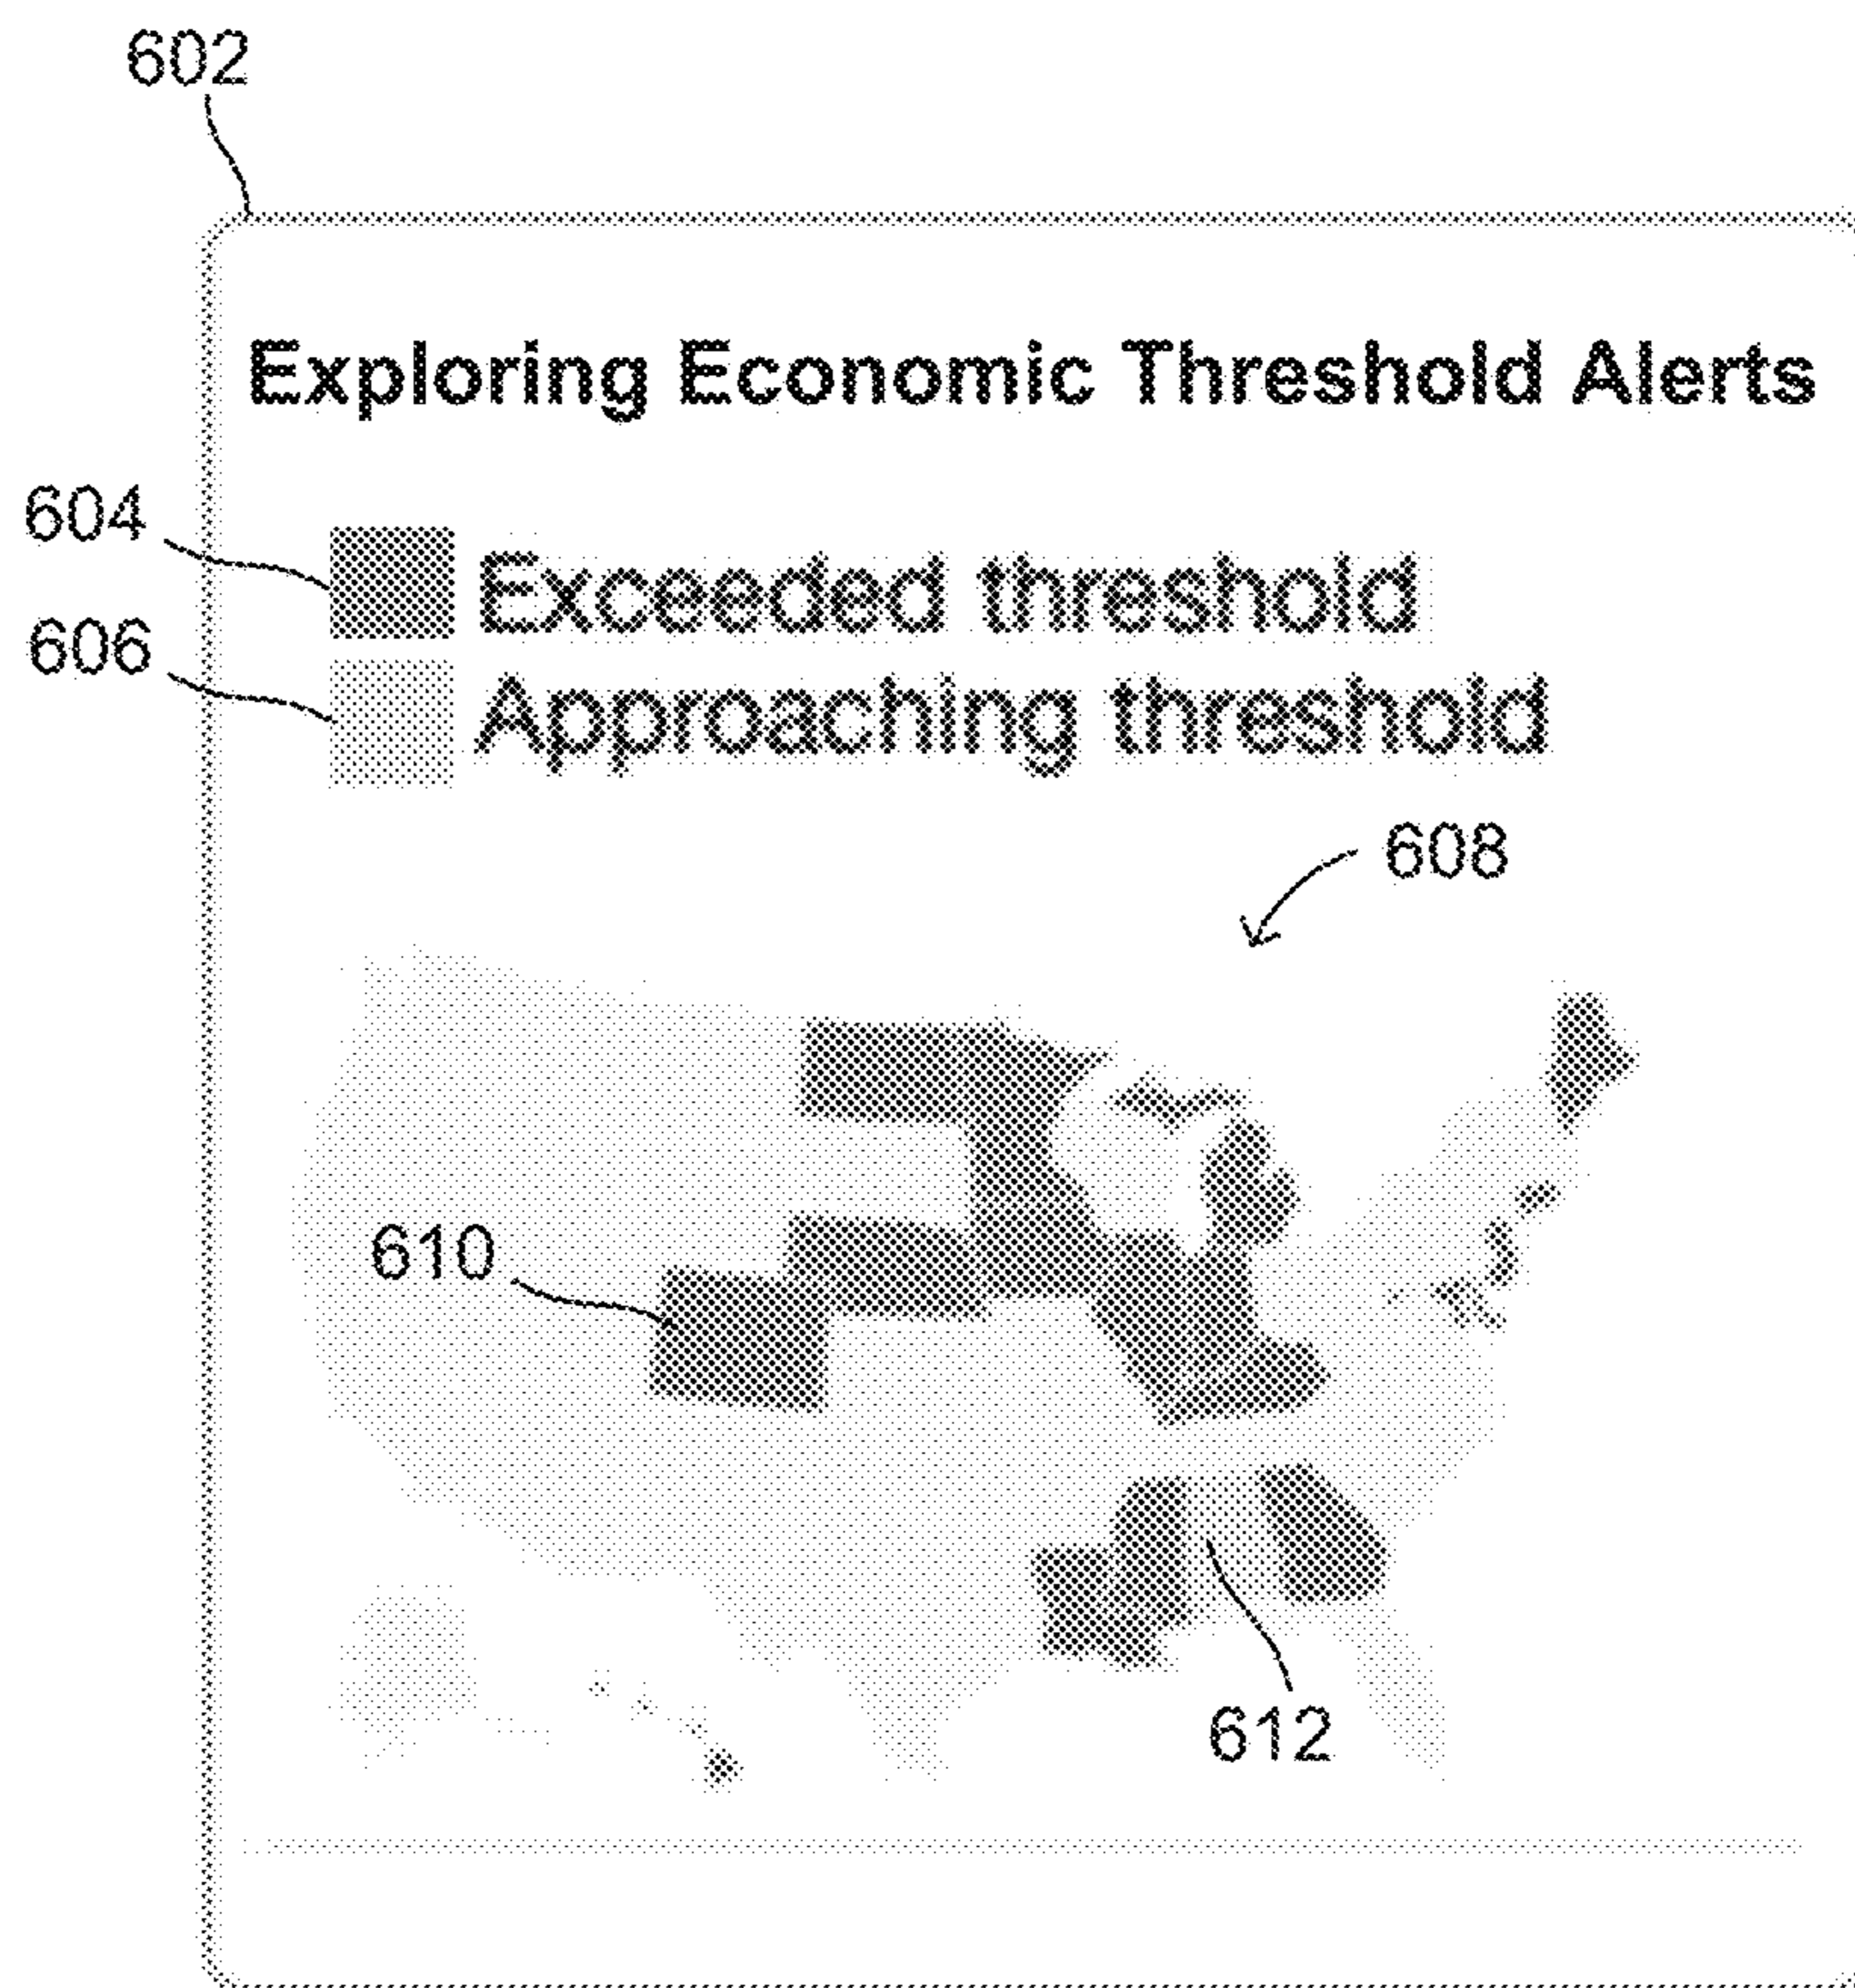 602
Exploring Economic Threshold Alerts
604
Exceeded threshold
606
Approaching threshold
608
610
612